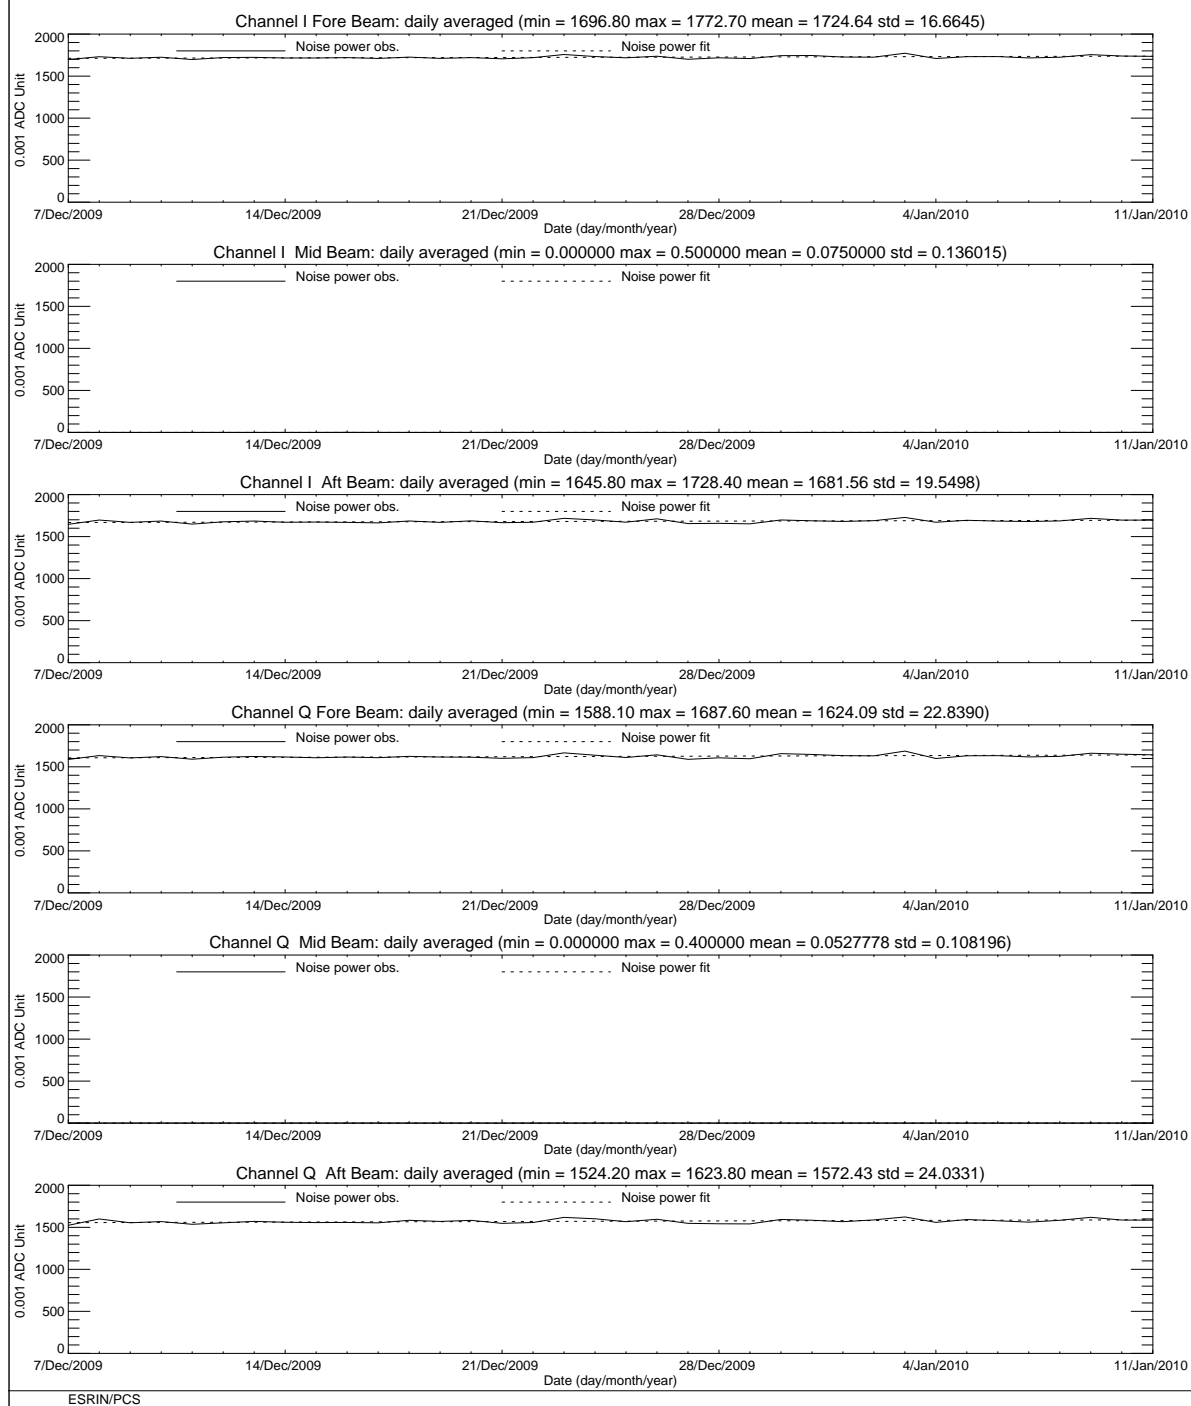 Channel I Fore Beam: daily averaged (min = 1696.80 max = 1772.70 mean = 1724.64 std = 16.6645)
2000
Noise power obs.
Noise power fit
1500
1000
500
0
0.001 ADC Unit
7/Dec/2009 14/Dec/2009 21/Dec/2009 28/Dec/2009 4/Jan/2010 11/Jan/2010
Date (day/month/year)
Channel I Mid Beam: daily averaged (min = 0.000000 max = 0.500000 mean = 0.0750000 std = 0.136015)
2000
Noise power obs.
Noise power fit
1500
1000
500
0
0.001 ADC Unit
7/Dec/2009 14/Dec/2009 21/Dec/2009 28/Dec/2009 4/Jan/2010 11/Jan/2010
Date (day/month/year)
Channel I Aft Beam: daily averaged (min = 1645.80 max = 1728.40 mean = 1681.56 std = 19.5498)
2000
Noise power obs.
Noise power fit
1500
1000
500
0
0.001 ADC Unit
7/Dec/2009 14/Dec/2009 21/Dec/2009 28/Dec/2009 4/Jan/2010 11/Jan/2010
Date (day/month/year)
Channel Q Fore Beam: daily averaged (min = 1588.10 max = 1687.60 mean = 1624.09 std = 22.8390)
2000
Noise power obs.
Noise power fit
1500
1000
500
0
0.001 ADC Unit
7/Dec/2009 14/Dec/2009 21/Dec/2009 28/Dec/2009 4/Jan/2010 11/Jan/2010
Date (day/month/year)
Channel Q Mid Beam: daily averaged (min = 0.000000 max = 0.400000 mean = 0.0527778 std = 0.108196)
2000
Noise power obs.
Noise power fit
1500
1000
500
0
0.001 ADC Unit
7/Dec/2009 14/Dec/2009 21/Dec/2009 28/Dec/2009 4/Jan/2010 11/Jan/2010
Date (day/month/year)
Channel Q Aft Beam: daily averaged (min = 1524.20 max = 1623.80 mean = 1572.43 std = 24.0331)
2000
Noise power obs.
Noise power fit
1500
1000
500
0
0.001 ADC Unit
7/Dec/2009 14/Dec/2009 21/Dec/2009 28/Dec/2009 4/Jan/2010 11/Jan/2010
Date (day/month/year)
ESRIN/PCS